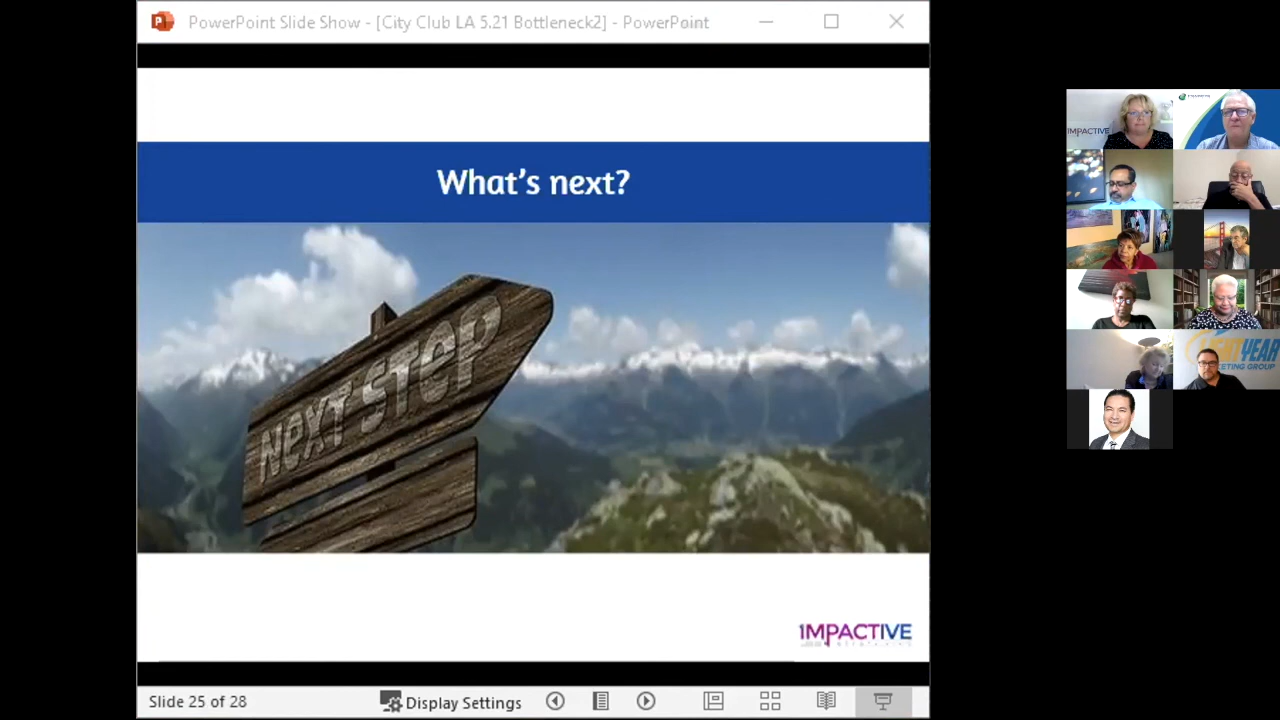 PowerPoint Slide Show - [City Club LA 5.21 Bottleneck2] - PowerPoint
What's next?
NEXT STEP
IMPACTIVE
Slide 25 of 28
Display Settings
IMPACTIVE
LIGHTYEAR